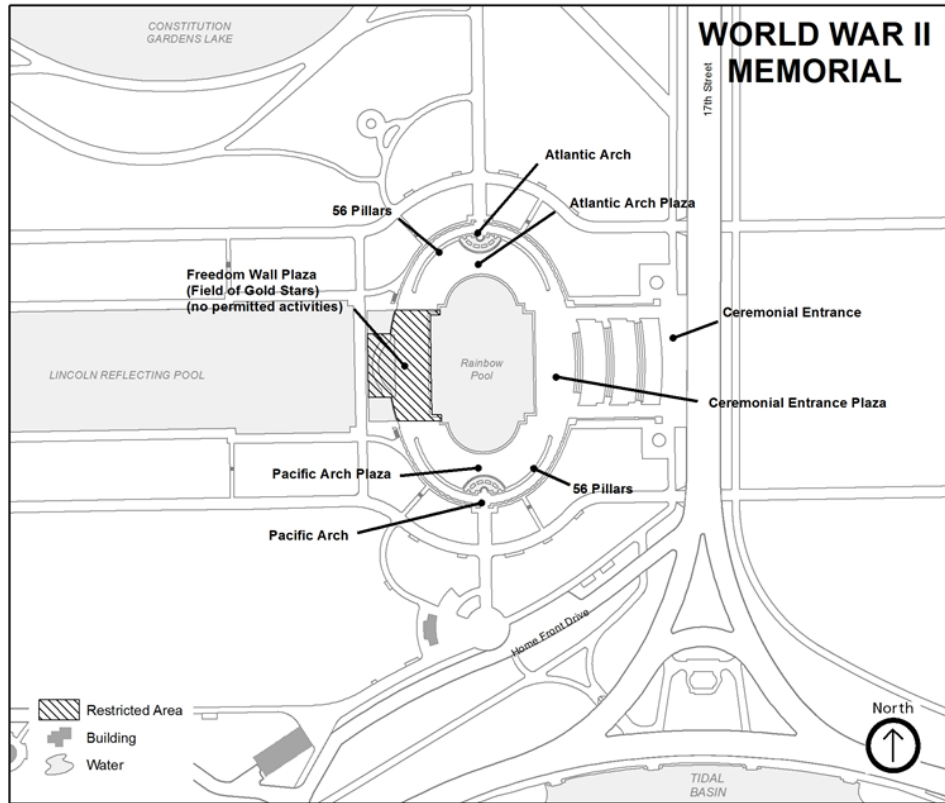 CONSTITUTION
GARDENS LAKE
WORLD WAR II
MEMORIAL
17th Street
Atlantic Arch
Atlantic Arch Plaza
56 Pillars
Freedom Wall Plaza
(Field of Gold Stars)
(no permitted activities)
Ceremonial Entrance
LINCOLN REFLECTING POOL
Rainbow
Pool
Ceremonial Entrance Plaza
Pacific Arch Plaza
56 Pillars
Pacific Arch
Home Front Drive
Restricted Area
Building
Water
North
TIDAL
BASIN